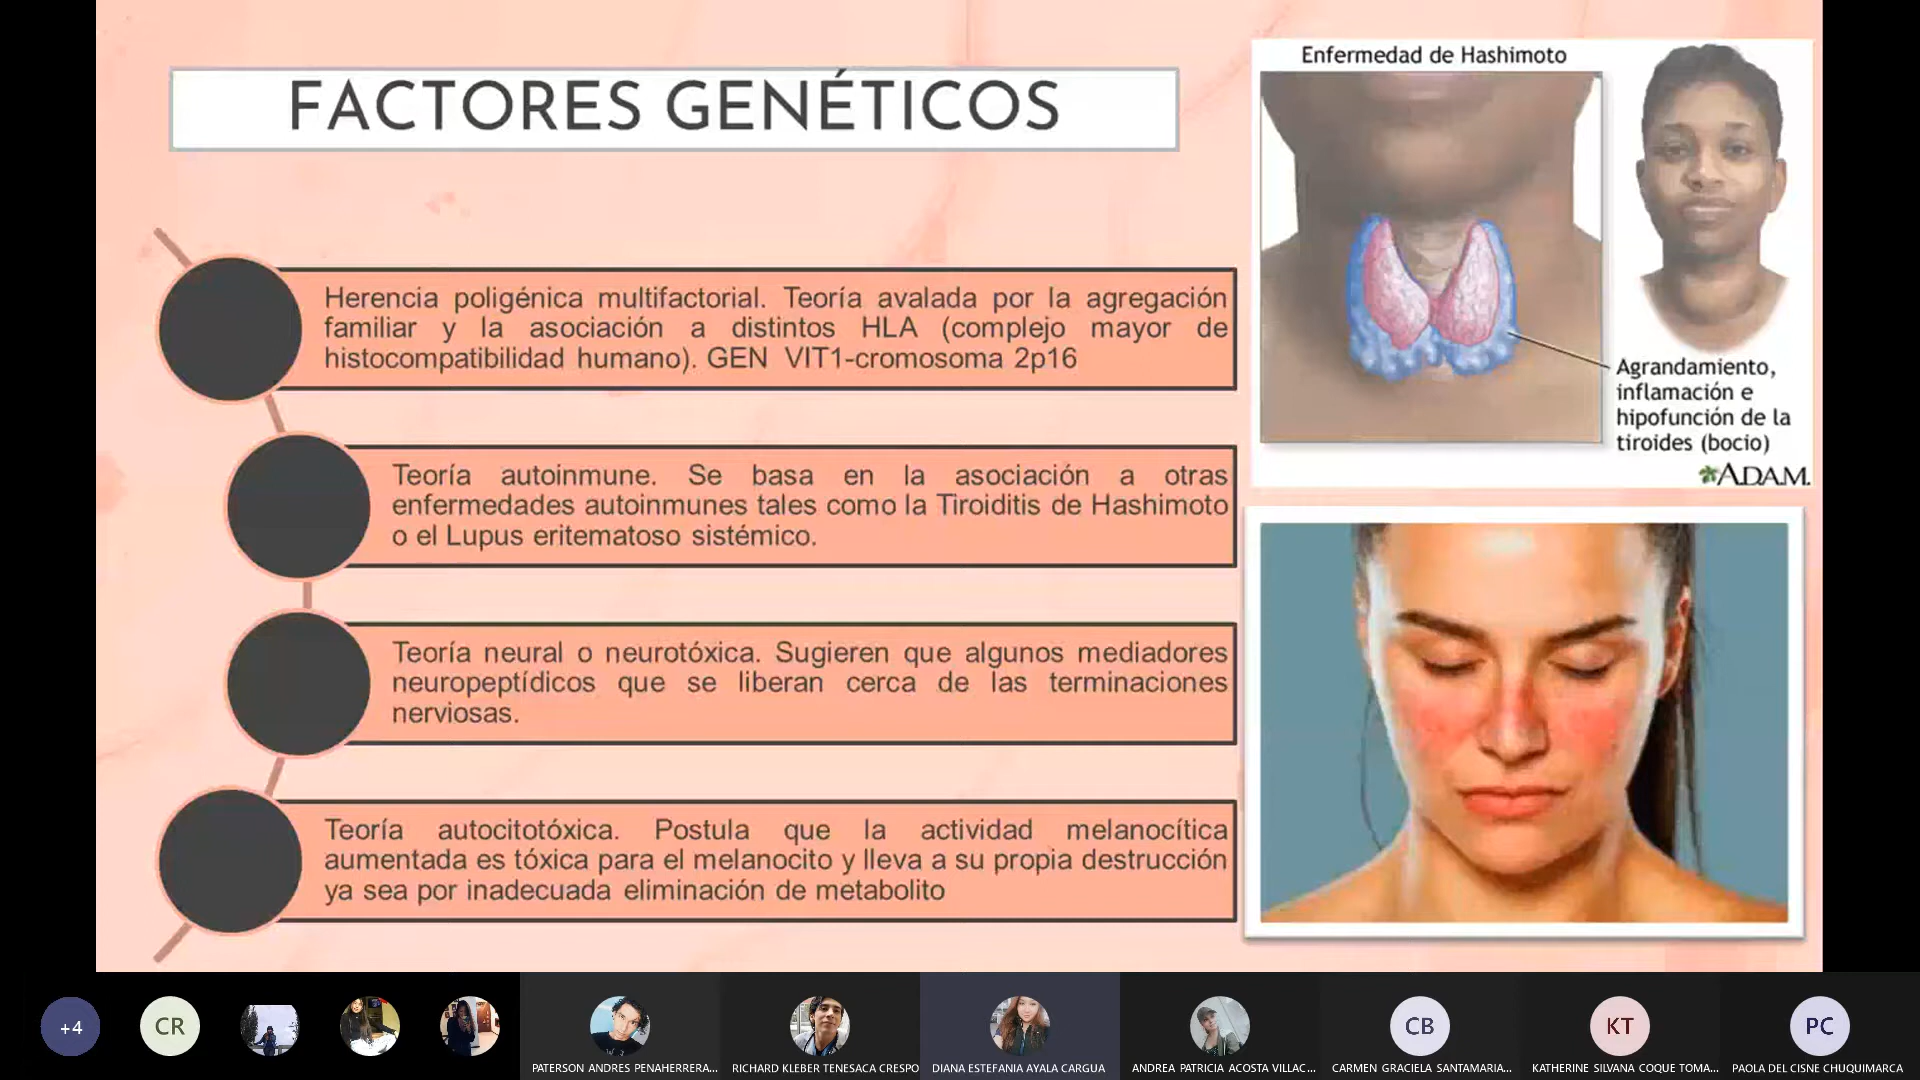 FACTORES GENÉTICOS
Herencia poligénica multifactorial. Teoría avalada por la agregación
familiar y la asociación a distintos HLA (complejo mayor de
histocompatibilidad humano). GEN VIT1-cromosoma 2p16
Teoría autoinmune. Se basa en la asociación a otras
enfermedades autoinmunes tales como la Tiroiditis de Hashimoto
o el Lupus eritematoso sistémico.
Teoría neural o neurotóxica. Sugieren que algunos mediadores
neuropeptídicos que se liberan cerca de las terminaciones
nerviosas.
Teoría autocitotóxica. Postula que la actividad melanocítica
aumentada es tóxica para el melanocito y lleva a su propia destrucción
ya sea por inadecuada eliminación de metabolito
Enfermedad de Hashimoto
Agrandamiento,
inflamación e
hipofunción de la
tiroides (bocio)
ADAM.
+4
CR
PATERSON ANDRES PENAHERRERA...
RICHARD KLEBER TENESACA CRESPO
DIANA ESTEFANIA AYALA CARGUA
ANDREA PATRICIA ACOSTA VILLAC...
CB
CARMEN GRACIELA SANTAMARIA...
KT
KATHERINE SILVANA COQUE TOMA...
PC
PAOLA DEL CISNE CHUQUIMARCA